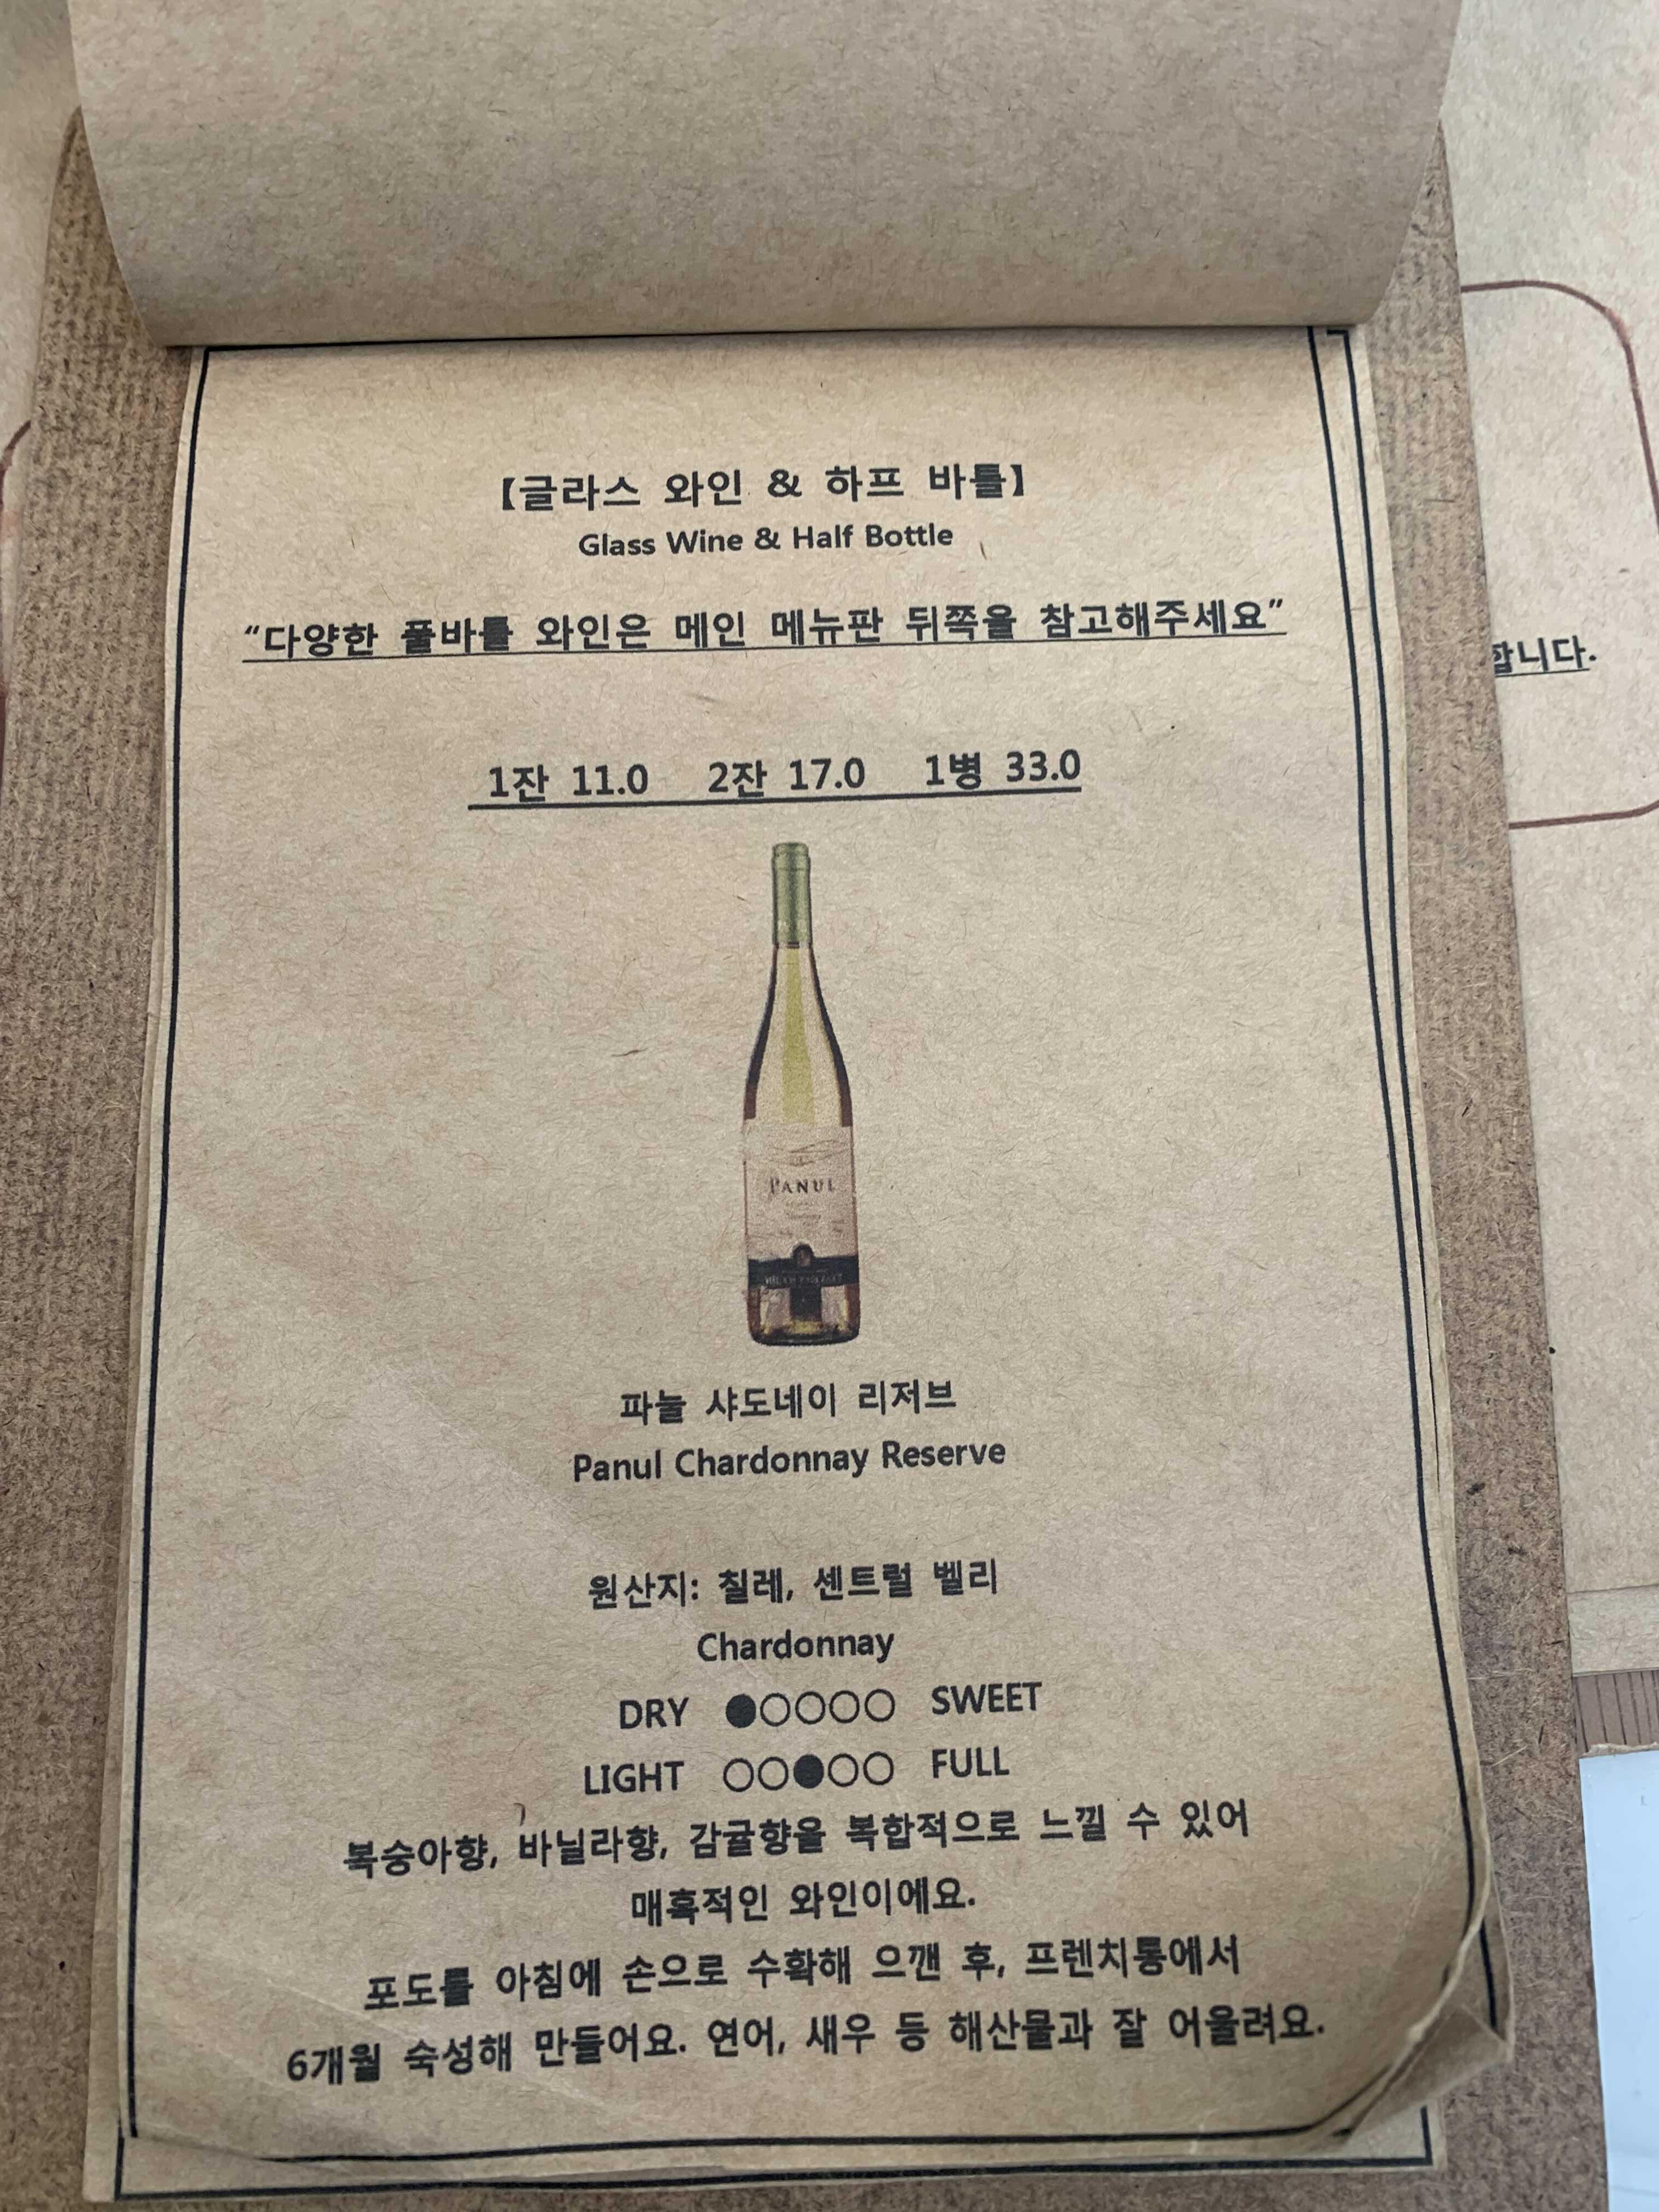 【글라스 와인 & 하프 바틀】
Glass Wine & Half Bottle
“다양한 풀바틀 와인은 메인 메뉴판 뒤쪽을 참고해주세요”
합니다.
1잔 11.0 2잔 17.0 1병 33.0
PANUL
파눌 샤도네이 리저브
Panul Chardonnay Reserve
원산지: 칠레, 센트럴 벨리
Chardonnay
DRY ●○○○○ SWEET
LIGHT ○○●○○ FULL
복숭아향, 바닐라향, 감귤향을 복합적으로 느낄 수 있어
매혹적인 와인이에요.
포도를 아침에 손으로 수확해 으깬 후, 프렌치통에서
6개월 숙성해 만들어요. 연어, 새우 등 해산물과 잘 어울려요.